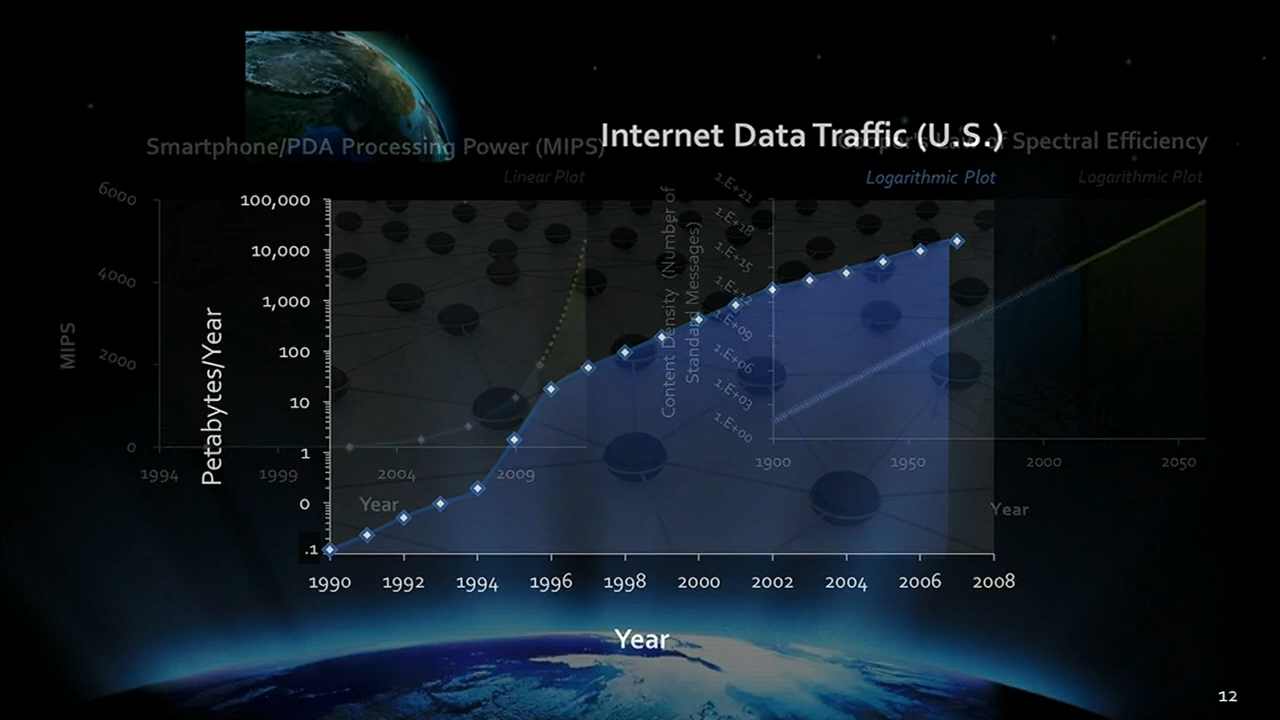 Internet Data Traffic (U.S.)
Smartphone/PDA Processing Power (MIPS)
Spectral Efficiency
Linear Plot
Logarithmic Plot
Logarithmic Plot
Petabytes/Year
100,000
10,000
1,000
100
10
1
0
.1
1990 1992 1994 1996 1998 2000 2002 2004 2006 2008
Year
MIPS
6000
4000
2000
0
1994 1999 2004 2009
Year
Content Density (Number of
Standard Messages)
1.E+21
1.E+18
1.E+15
1.E+12
1.E+09
1.E+06
1.E+03
1.E+00
1900 1950 2000 2050
Year
12